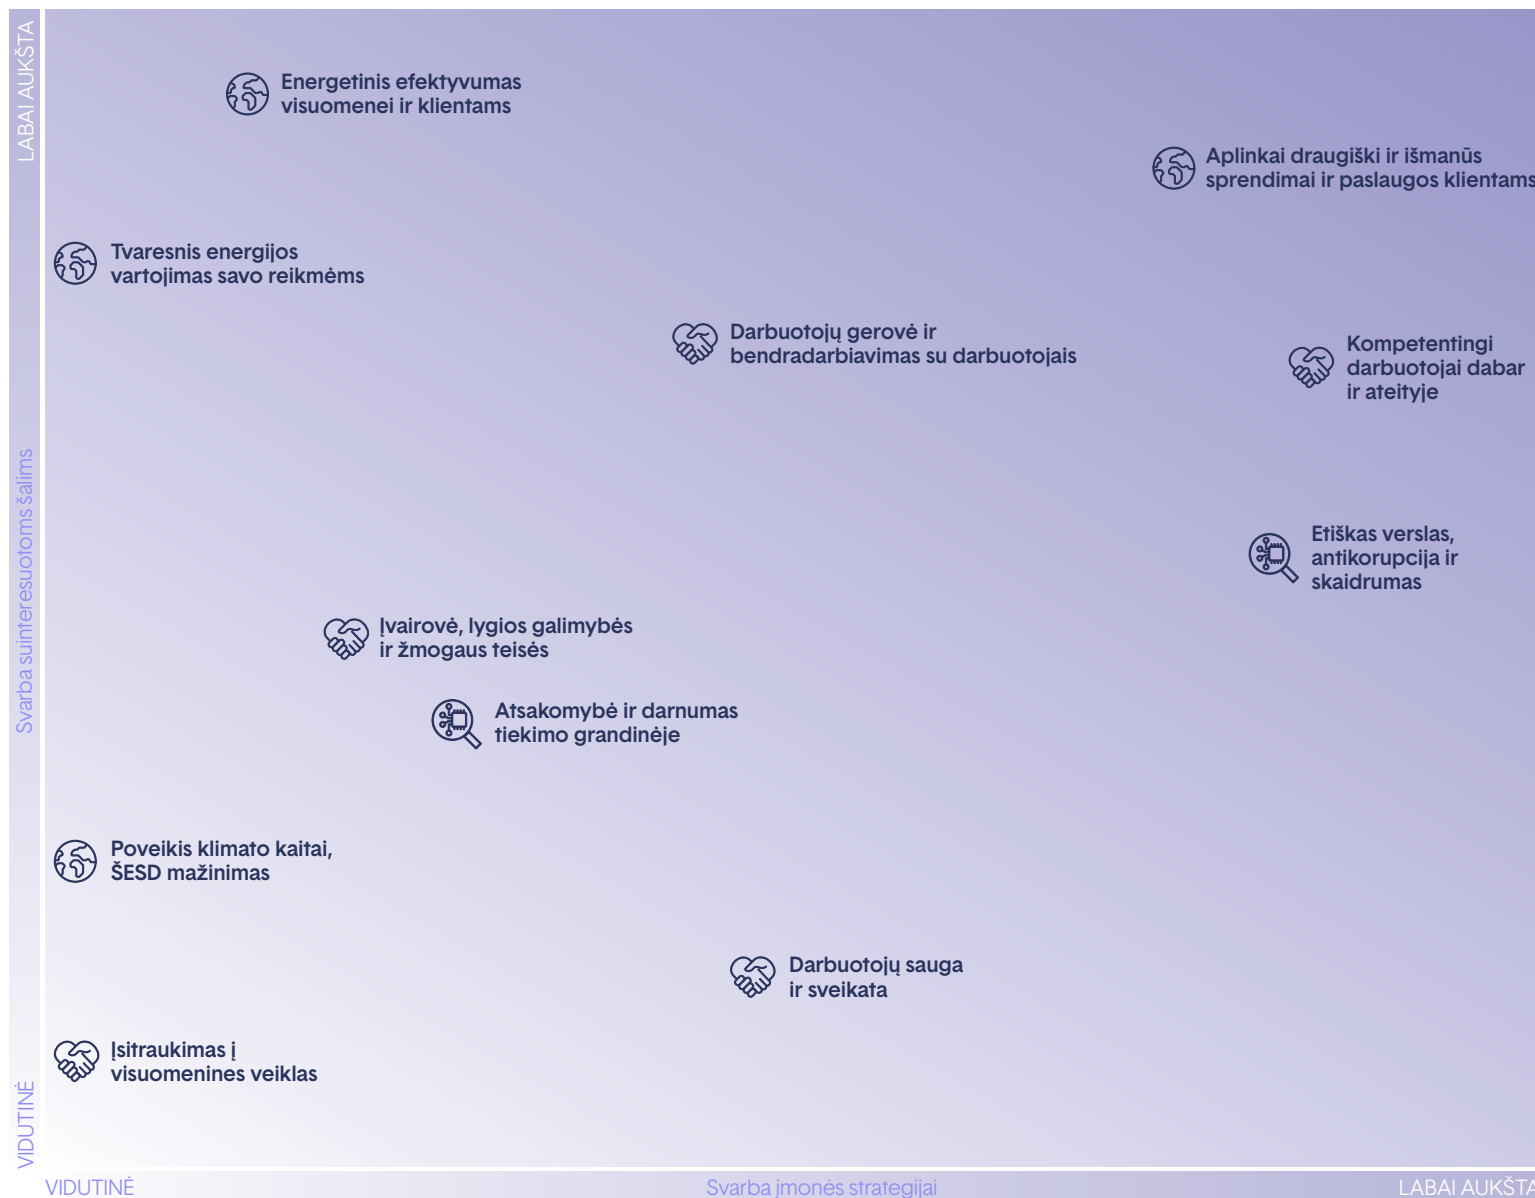 LABAI AUKŠTA
Svarba suinteresuotoms šalims
VIDUTINĖ
Energetinis efektyvumas
visuomenei ir klientams
Aplinkai draugiški ir išmanūs
sprendimai ir paslaugos klientams
Tvaresnis energijos
vartojimas savo reikmėms
Darbuotojų gerovė ir
bendradarbiavimas su darbuotojais
Kompetentingi
darbuotojai dabar
ir ateityje
Etiškas verslas,
antikorupcija ir
skaidrumas
Įvairovė, lygios galimybės
ir žmogaus teisės
Atsakomybė ir darnumas
tiekimo grandinėje
Poveikis klimato kaitai,
ŠESD mažinimas
Darbuotojų sauga
ir sveikata
Įsitraukimas į
visuomenines veiklas
VIDUTINĖ
Svarba įmonės strategijai
LABAI AUKŠTA